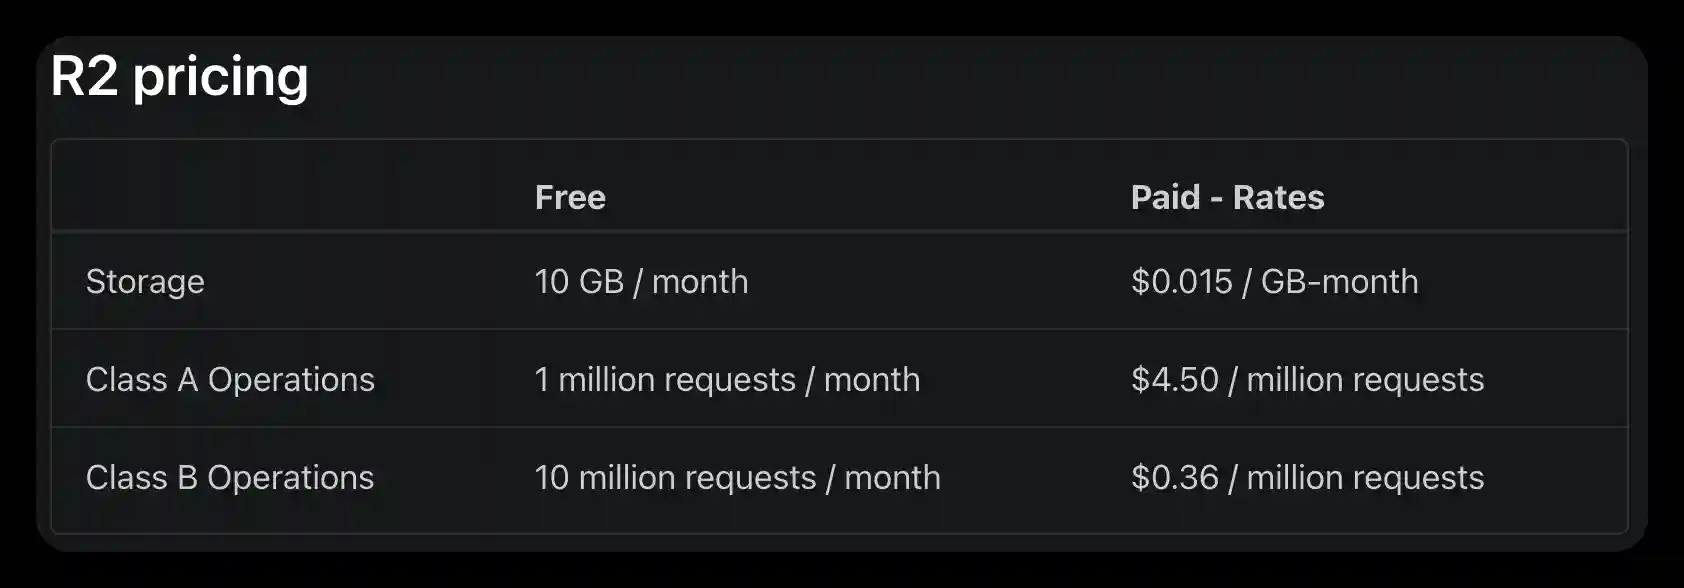 R2 pricing
Free Paid - Rates
Storage 10 GB / month $0.015 / GB-month
Class A Operations 1 million requests / month $4.50 / million requests
Class B Operations 10 million requests / month $0.36 / million requests